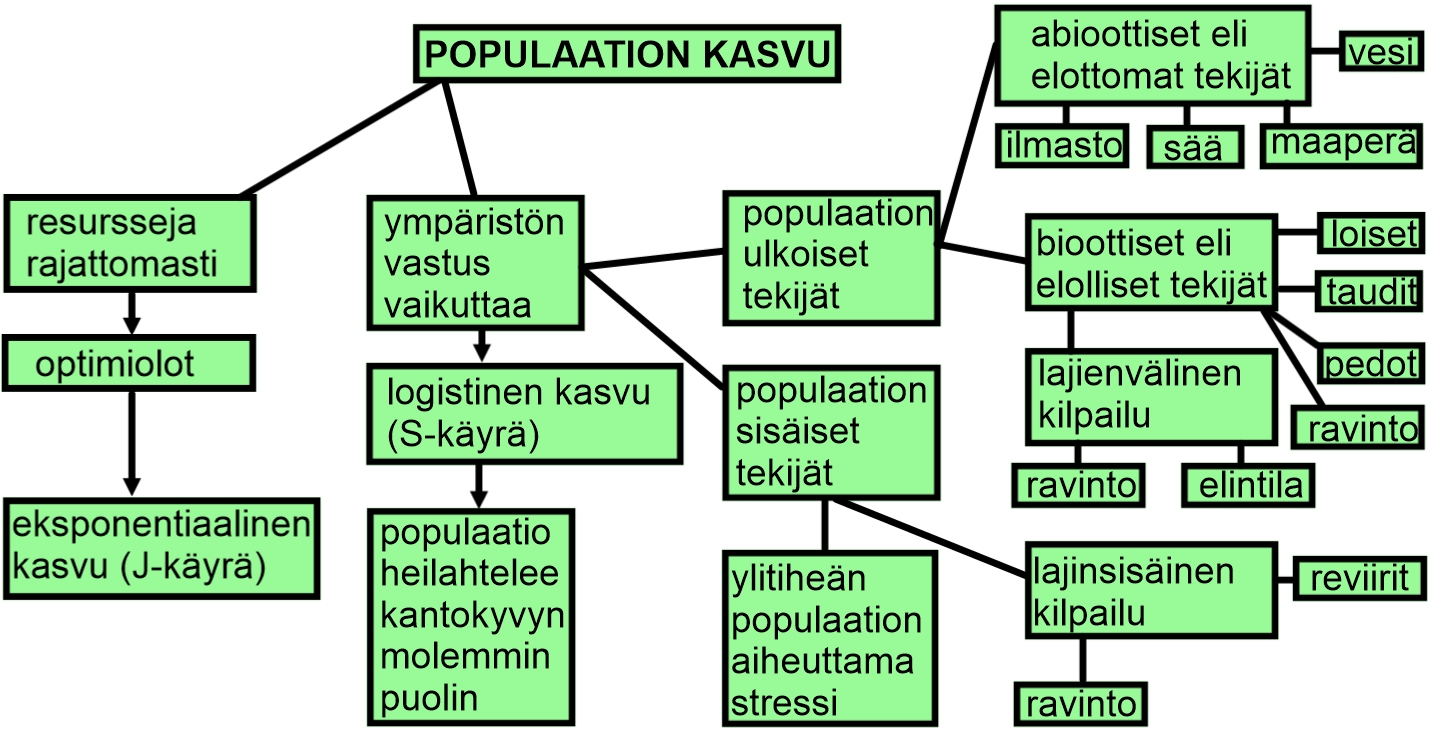 POPULAATION KASVU
resursseja
rajattomasti
optimiolot
eksponentiaalinen
kasvu (J-käyrä)
ympäristön
vastus
vaikuttaa
logistinen kasvu
(S-käyrä)
populaatio
heilahtelee
kantokyvyn
molemmin
puolin
populaation
ulkoiset
tekijät
populaation
sisäiset
tekijät
ylitiheän
populaation
aiheuttama
stressi
abioottiset eli
elottomat tekijät
vesi
ilmasto
sää
maaperä
bioottiset eli
elolliset tekijät
loiset
taudit
pedot
ravinto
lajienvälinen
kilpailu
ravinto
elintila
lajinsisäinen
kilpailu
reviirit
ravinto